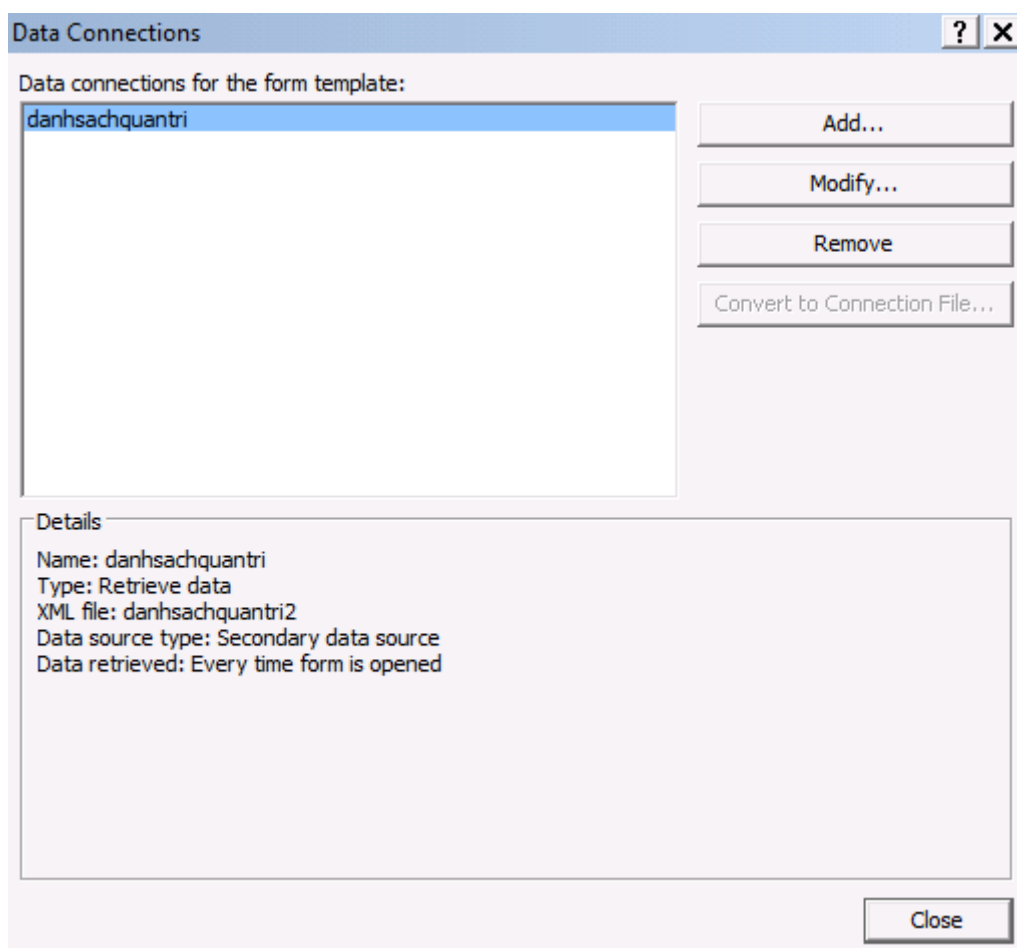 Data Connections
Data connections for the form template:
danhsachquantri
Add...
Modify...
Remove
Convert to Connection File...
Details
Name: danhsachquantri
Type: Retrieve data
XML file: danhsachquantri2
Data source type: Secondary data source
Data retrieved: Every time form is opened
Close